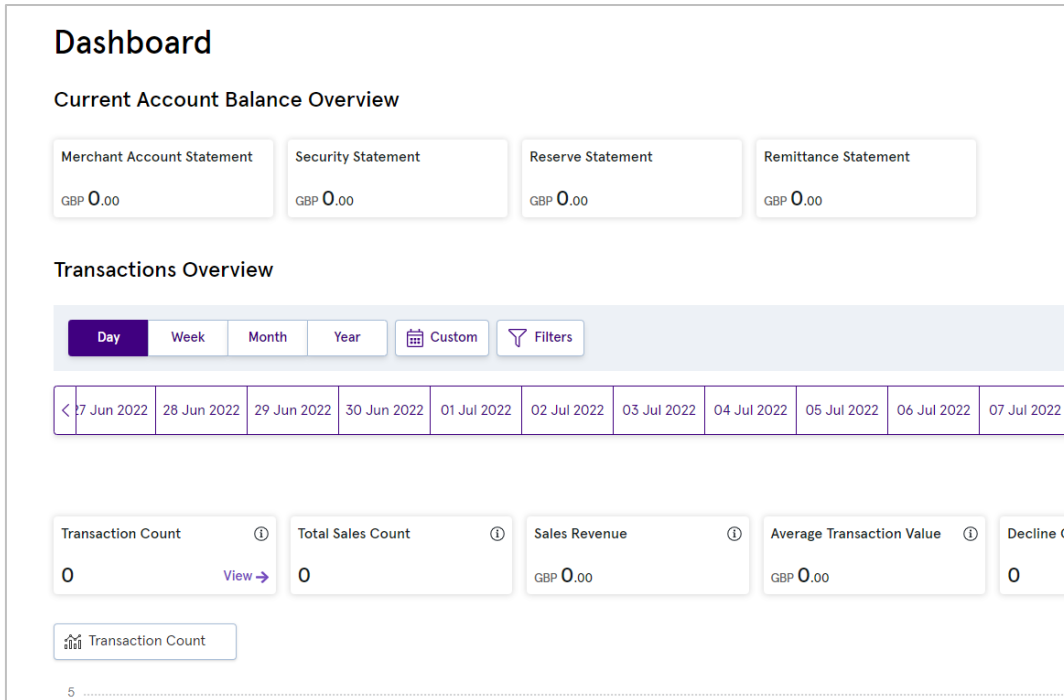 Dashboard
Current Account Balance Overview
Merchant Account Statement
GBP 0.00
Security Statement
GBP 0.00
Reserve Statement
GBP 0.00
Remittance Statement
GBP 0.00
Transactions Overview
Day Week Month Year Custom Filters
7 Jun 2022 28 Jun 2022 29 Jun 2022 30 Jun 2022 01 Jul 2022 02 Jul 2022 03 Jul 2022 04 Jul 2022 05 Jul 2022 06 Jul 2022 07 Jul 2022
Transaction Count
0 View
Total Sales Count
0
Sales Revenue
GBP 0.00
Average Transaction Value
GBP 0.00
Decline
0
Transaction Count
5